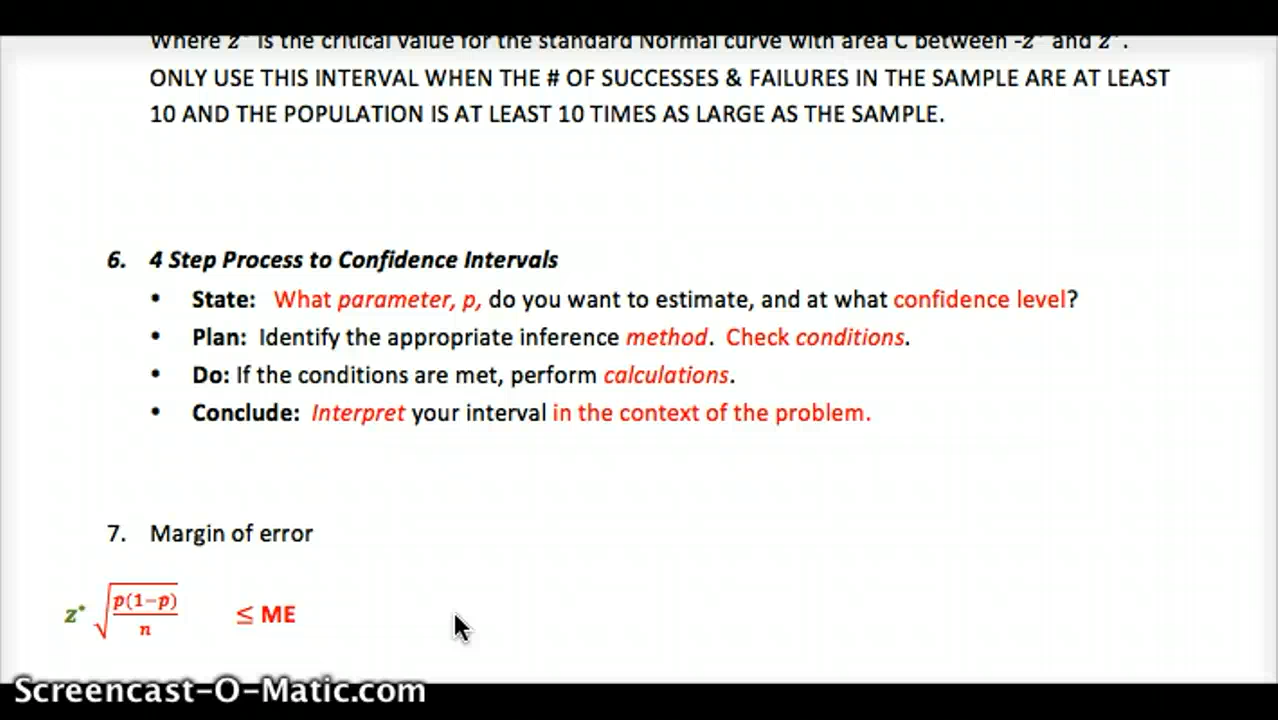 Where z* is the critical value for the standard Normal curve with area C between -z* and z*.
ONLY USE THIS INTERVAL WHEN THE # OF SUCCESSES & FAILURES IN THE SAMPLE ARE AT LEAST
10 AND THE POPULATION IS AT LEAST 10 TIMES AS LARGE AS THE SAMPLE.
6. 4 Step Process to Confidence Intervals
• State: What parameter, p, do you want to estimate, and at what confidence level?
• Plan: Identify the appropriate inference method. Check conditions.
• Do: If the conditions are met, perform calculations.
• Conclude: Interpret your interval in the context of the problem.
7. Margin of error
z* √(p(1−p)/n) ≤ ME
Screencast-O-Matic.com